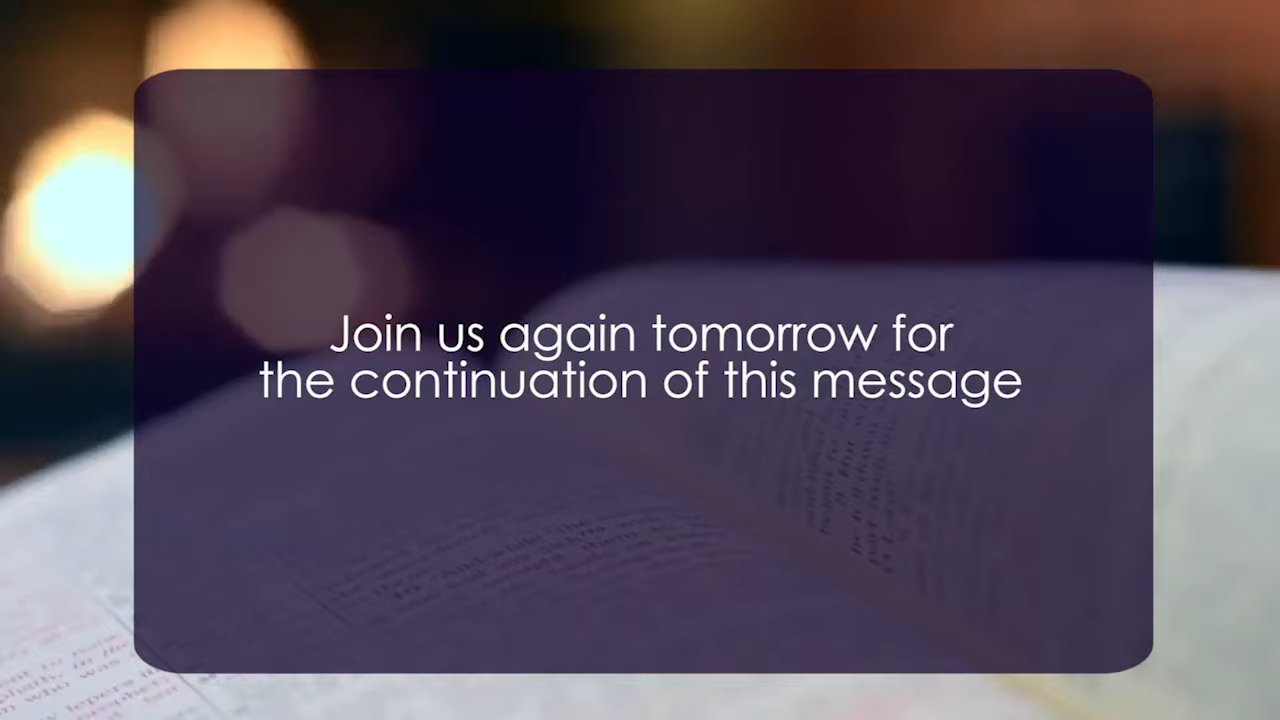 Join us again tomorrow for
the continuation of this message